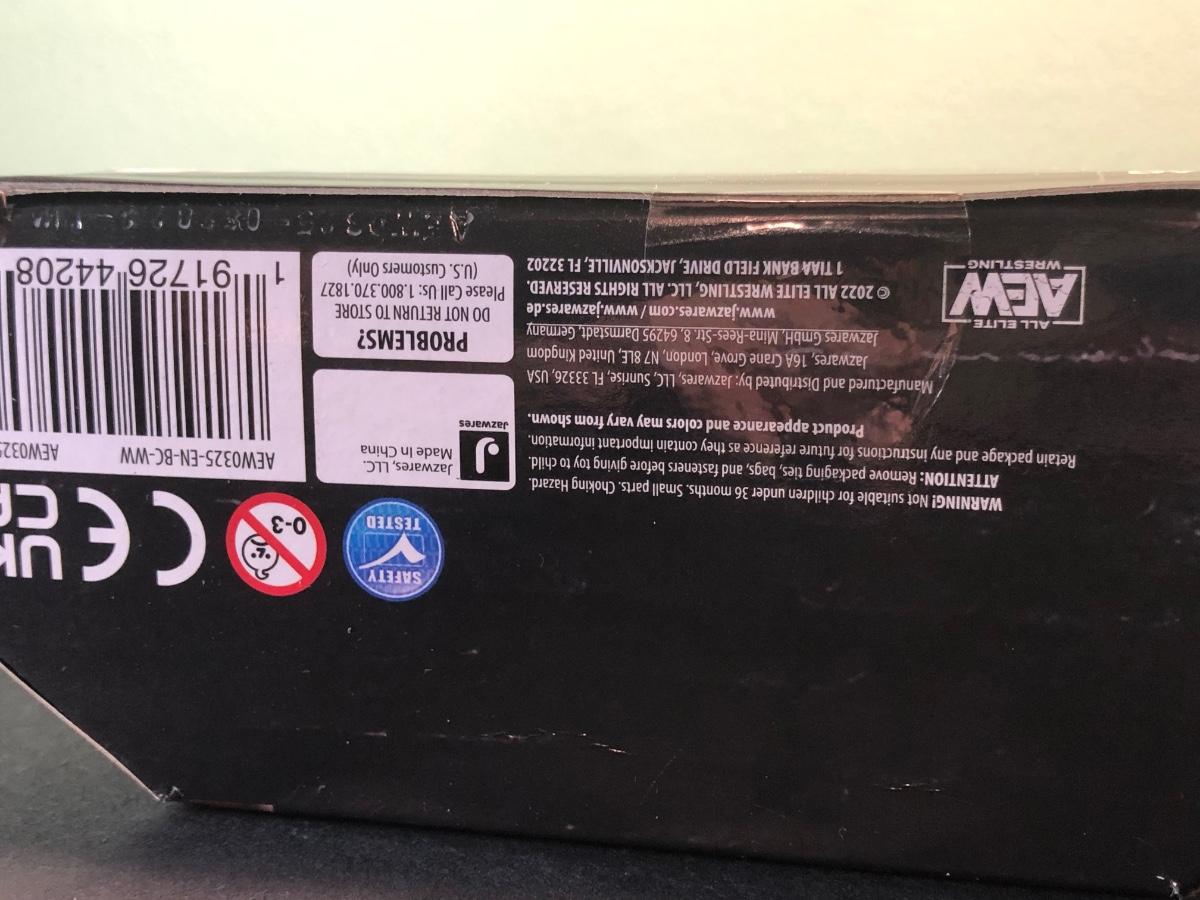 WARNING! Not suitable for children under 36 months. Small parts. Choking Hazard.
ATTENTION: Remove packaging ties, bags, and fasteners before giving toy to child.
Retain package and any instructions for future reference as they contain important information.
Product appearance and colors may vary from shown.
Manufactured and Distributed by: Jazwares, LLC, Sunrise, FL 33326, USA
Jazwares, 16A Crane Grove, London, N7 8LE, United Kingdom
Jazwares GmbH, Mina-Rees-Str. 8, 64295 Darmstadt, Germany
www.jazwares.com / www.jazwares.de
© 2022 ALL ELITE WRESTLING, LLC. ALL RIGHTS RESERVED.
1 TIAA BANK FIELD DRIVE, JACKSONVILLE, FL 32202
ALL ELITE
AEW
WRESTLING
SAFETY
TESTED
0-3
CE
UK
CA
Jazwares
Jazwares, LLC.
Made In China
PROBLEMS?
DO NOT RETURN TO STORE
Please Call Us: 1.800.370.1827
(U.S. Customers Only)
AEW0325-EN-BC-WW
AEW0325
1 91726 44208